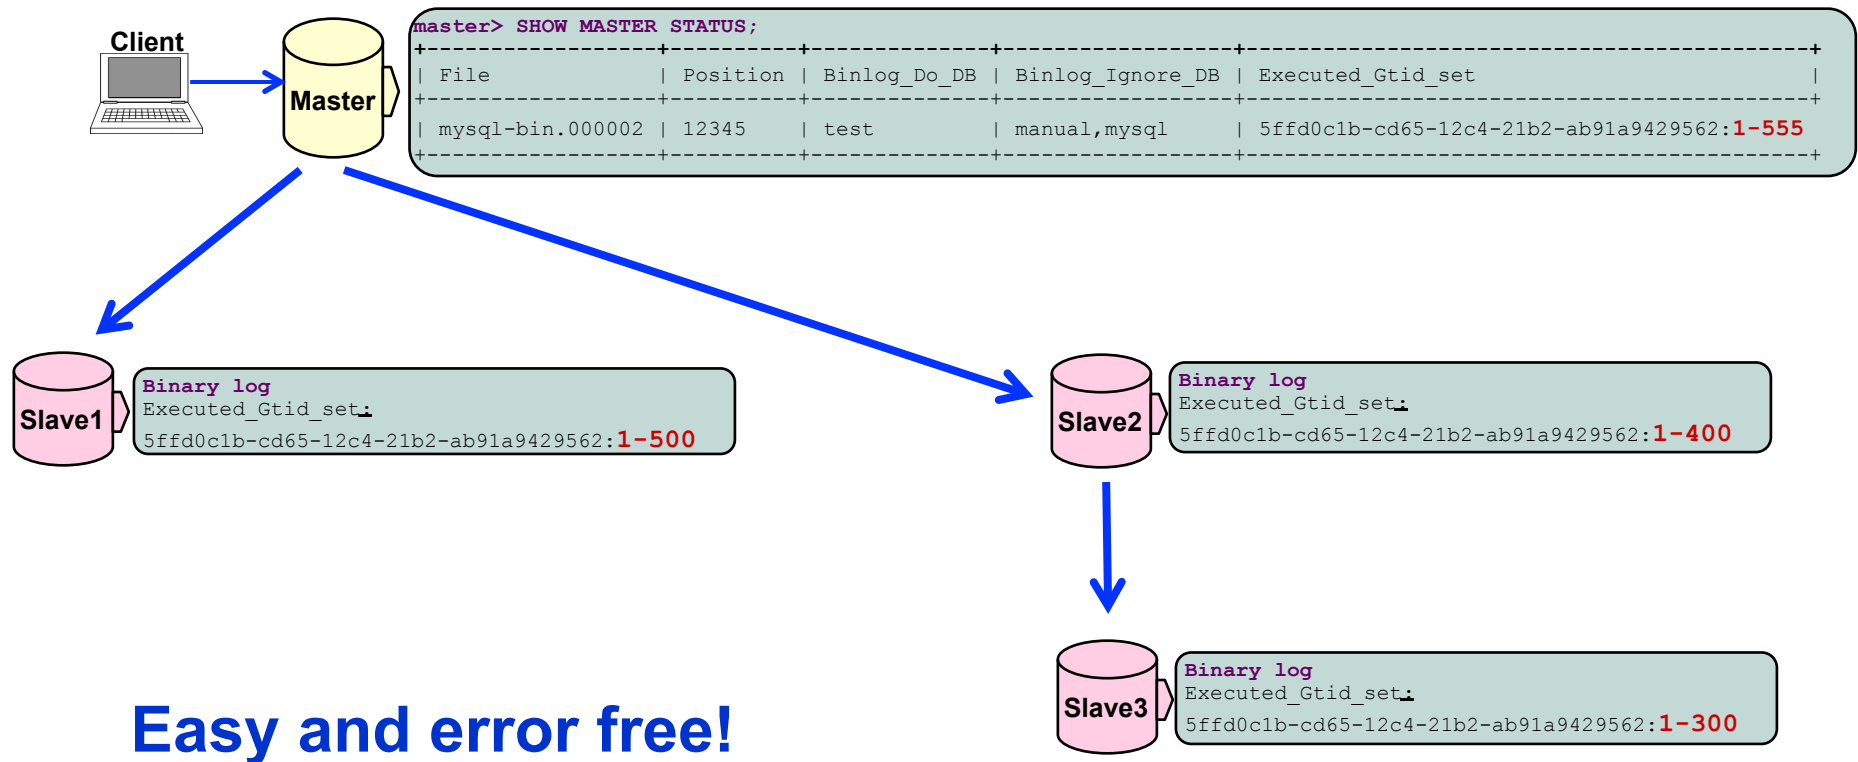 Client
Master
master> SHOW MASTER STATUS;
+-----------------+----------+--------------+------------------+-------------------------------------------+
| File | Position | Binlog_Do_DB | Binlog_Ignore_DB | Executed_Gtid_set |
+-----------------+----------+--------------+------------------+-------------------------------------------+
| mysql-bin.000002 | 12345 | test | manual,mysql | 5ffd0c1b-cd65-12c4-21b2-ab91a9429562:1-555
+-----------------+----------+--------------+------------------+-------------------------------------------+
Slave1
Binary log
Executed_Gtid_set:
5ffd0c1b-cd65-12c4-21b2-ab91a9429562:1-500
Slave2
Binary log
Executed_Gtid_set:
5ffd0c1b-cd65-12c4-21b2-ab91a9429562:1-400
Slave3
Binary log
Executed_Gtid_set:
5ffd0c1b-cd65-12c4-21b2-ab91a9429562:1-300
Easy and error free!